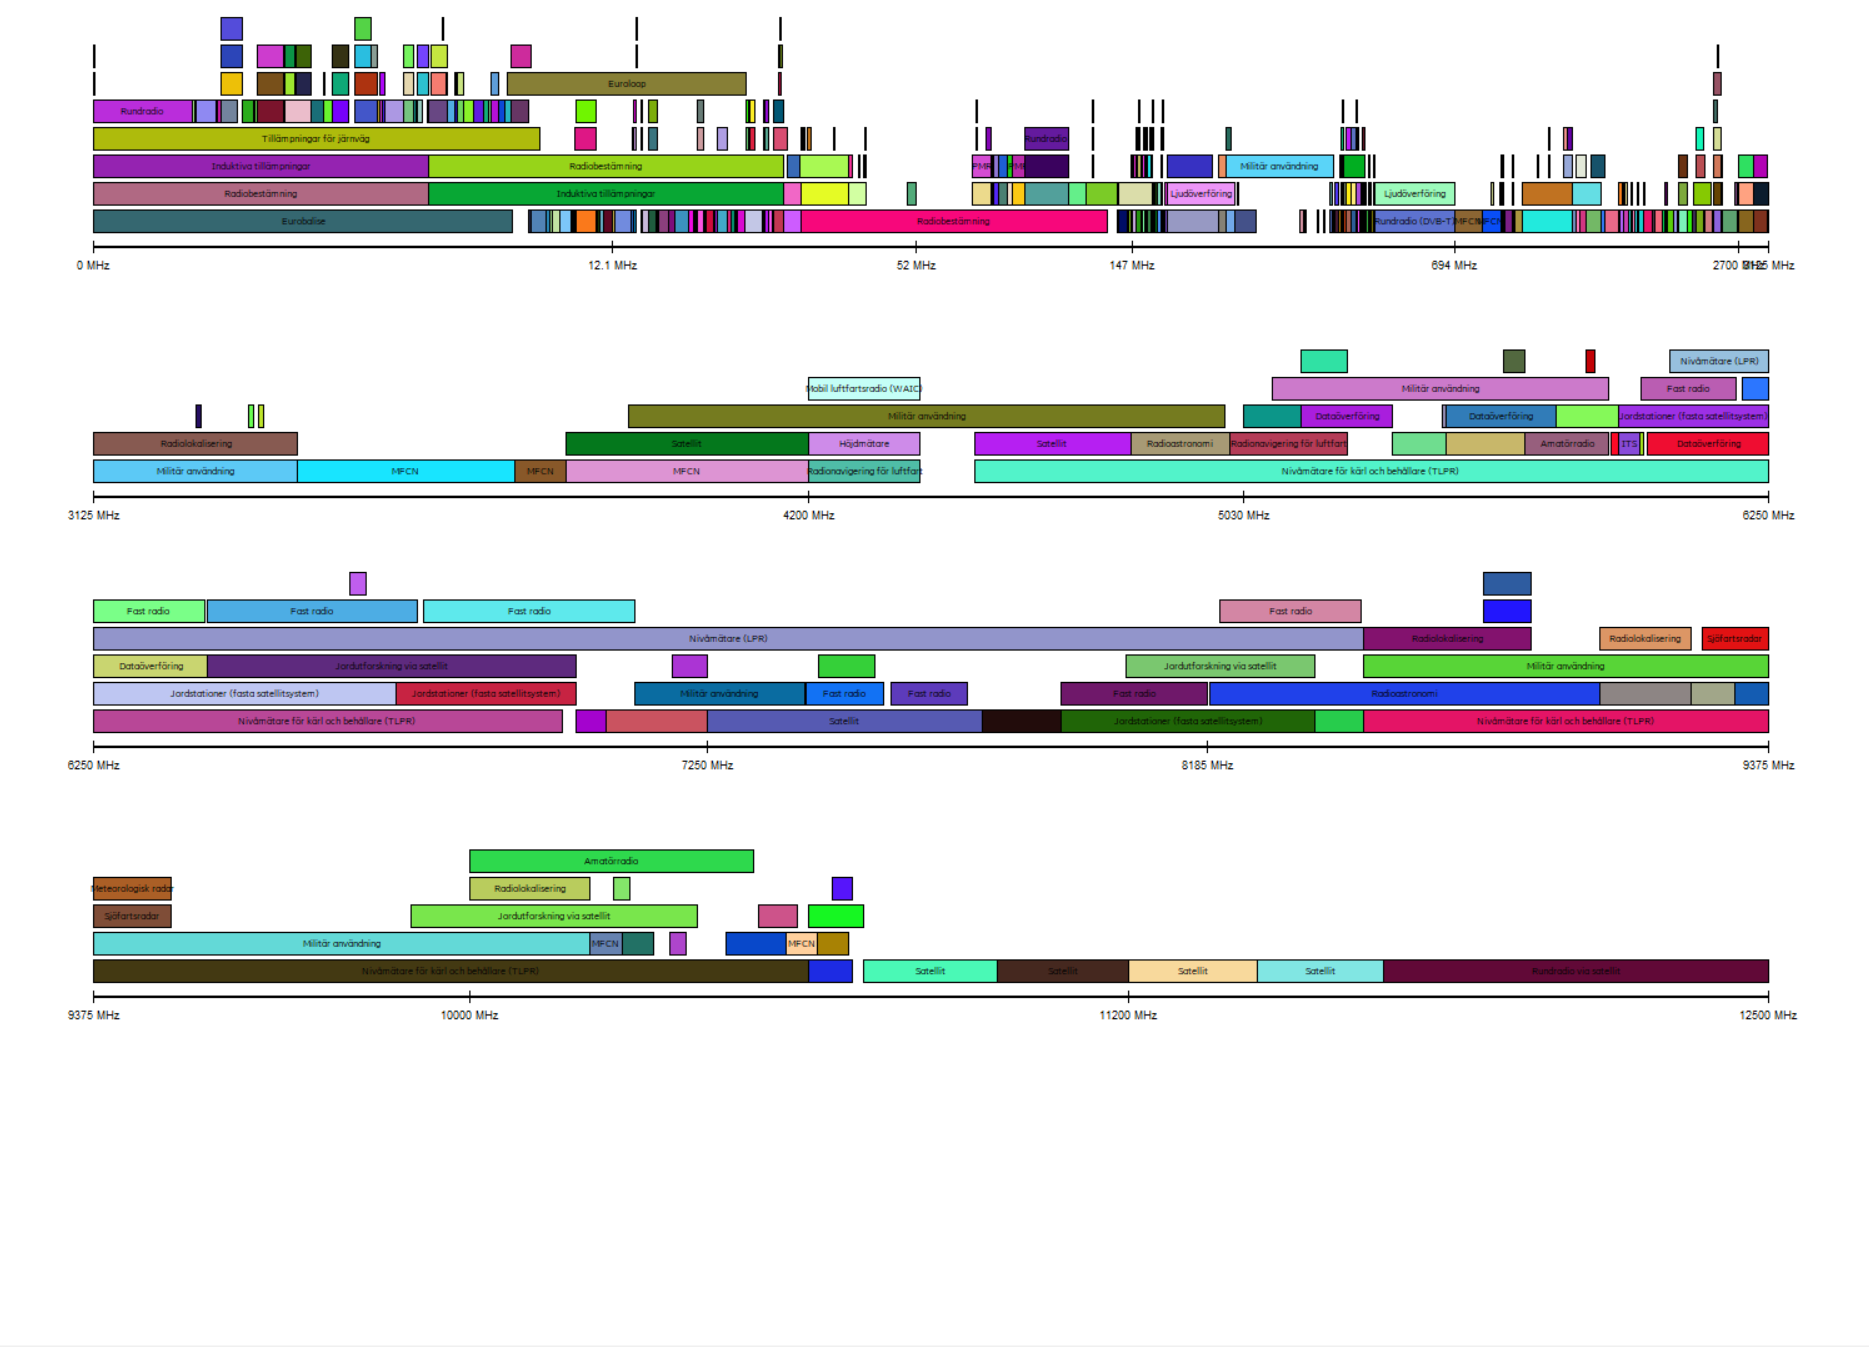 Euroloop
Rundradio
Tillämpningar för järnväg
Rundradio
Induktiva tillämpningar
Radiobestämning
PMR
PMR
Militär användning
Radiobestämning
Induktiva tillämpningar
Ljudöverföring
Ljudöverföring
Eurobalise
Radiobestämning
Rundradio (DVB-T)
MFCN
MFCN
0 MHz
12.1 MHz
52 MHz
147 MHz
694 MHz
2700 MHz
3125 MHz
Nivåmätare (LPR)
Mobil luftfartsradio (WAIC)
Militär användning
Fast radio
Militär användning
Dataöverföring
Dataöverföring
Jordstationer (fasta satellitsystem)
Radiolokalisering
Satellit
Höjdmätare
Satellit
Radioastronomi
Radionavigering för luftfart
Amatörradio
ITS
Dataöverföring
Militär användning
MFCN
MFCN
MFCN
Radionavigering för luftfart
Nivåmätare för kärl och behållare (TLPR)
3125 MHz
4200 MHz
5030 MHz
6250 MHz
Fast radio
Fast radio
Fast radio
Fast radio
Nivåmätare (LPR)
Radiolokalisering
Radiolokalisering
Sjöfartsradar
Dataöverföring
Jordutforskning via satellit
Jordutforskning via satellit
Militär användning
Jordstationer (fasta satellitsystem)
Jordstationer (fasta satellitsystem)
Militär användning
Fast radio
Fast radio
Fast radio
Radioastronomi
Nivåmätare för kärl och behållare (TLPR)
Satellit
Jordstationer (fasta satellitsystem)
Nivåmätare för kärl och behållare (TLPR)
6250 MHz
7250 MHz
8185 MHz
9375 MHz
Amatörradio
Meteorologisk radar
Radiolokalisering
Sjöfartsradar
Jordutforskning via satellit
Militär användning
MFCN
MFCN
Nivåmätare för kärl och behållare (TLPR)
Satellit
Satellit
Satellit
Satellit
Rundradio via satellit
9375 MHz
10000 MHz
11200 MHz
12500 MHz